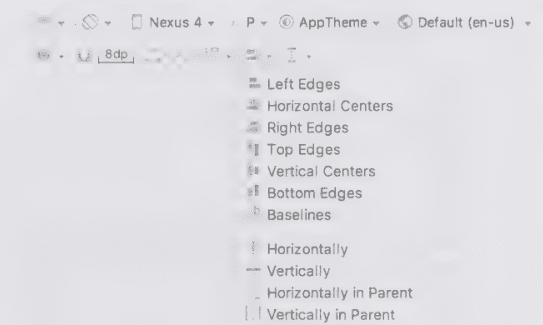 Nexus 4 P AppTheme Default (en-us)
8dp
Left Edges
Horizontal Centers
Right Edges
Top Edges
Vertical Centers
Bottom Edges
Baselines
Horizontally
Vertically
Horizontally in Parent
Vertically in Parent